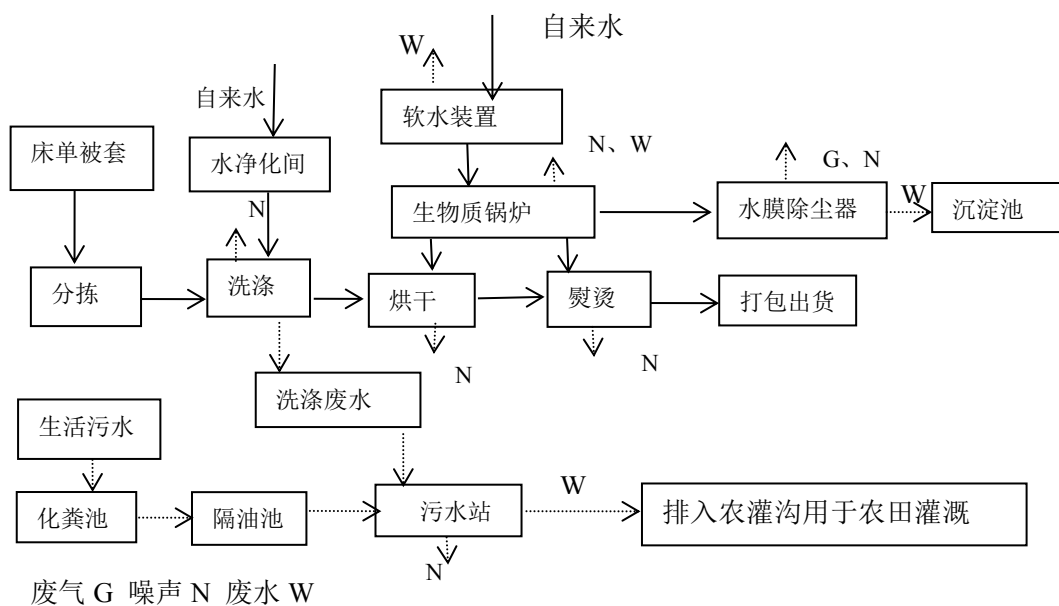 自来水
W
自来水
软水装置
N、W
G、N
床单被套
水净化间
N
生物质锅炉
水膜除尘器
W
沉淀池
分拣
洗涤
烘干
熨烫
打包出货
N
N
洗涤废水
生活污水
化粪池
隔油池
污水站
W
排入农灌沟用于农田灌溉
N
废气 G 噪声 N 废水 W